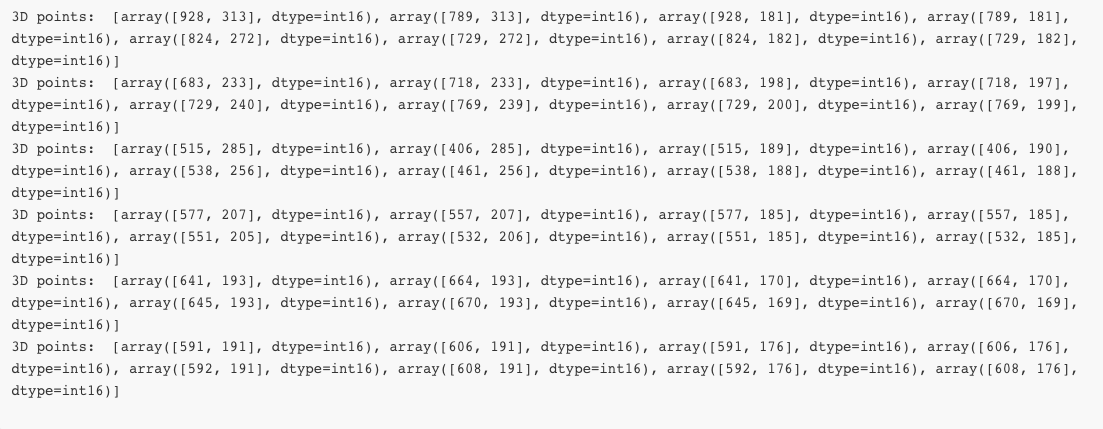 3D points:  [array([928, 313], dtype=int16), array([789, 313], dtype=int16), array([928, 181], dtype=int16), array([789, 181],
dtype=int16), array([824, 272], dtype=int16), array([729, 272], dtype=int16), array([824, 182], dtype=int16), array([729, 182],
dtype=int16)]
3D points:  [array([683, 233], dtype=int16), array([718, 233], dtype=int16), array([683, 198], dtype=int16), array([718, 197],
dtype=int16), array([729, 240], dtype=int16), array([769, 239], dtype=int16), array([729, 200], dtype=int16), array([769, 199],
dtype=int16)]
3D points:  [array([515, 285], dtype=int16), array([406, 285], dtype=int16), array([515, 189], dtype=int16), array([406, 190],
dtype=int16), array([538, 256], dtype=int16), array([461, 256], dtype=int16), array([538, 188], dtype=int16), array([461, 188],
dtype=int16)]
3D points:  [array([577, 207], dtype=int16), array([557, 207], dtype=int16), array([577, 185], dtype=int16), array([557, 185],
dtype=int16), array([551, 205], dtype=int16), array([532, 206], dtype=int16), array([551, 185], dtype=int16), array([532, 185],
dtype=int16)]
3D points:  [array([641, 193], dtype=int16), array([664, 193], dtype=int16), array([641, 170], dtype=int16), array([664, 170],
dtype=int16), array([645, 193], dtype=int16), array([670, 193], dtype=int16), array([645, 169], dtype=int16), array([670, 169],
dtype=int16)]
3D points:  [array([591, 191], dtype=int16), array([606, 191], dtype=int16), array([591, 176], dtype=int16), array([606, 176],
dtype=int16), array([592, 191], dtype=int16), array([608, 191], dtype=int16), array([592, 176], dtype=int16), array([608, 176],
dtype=int16)]